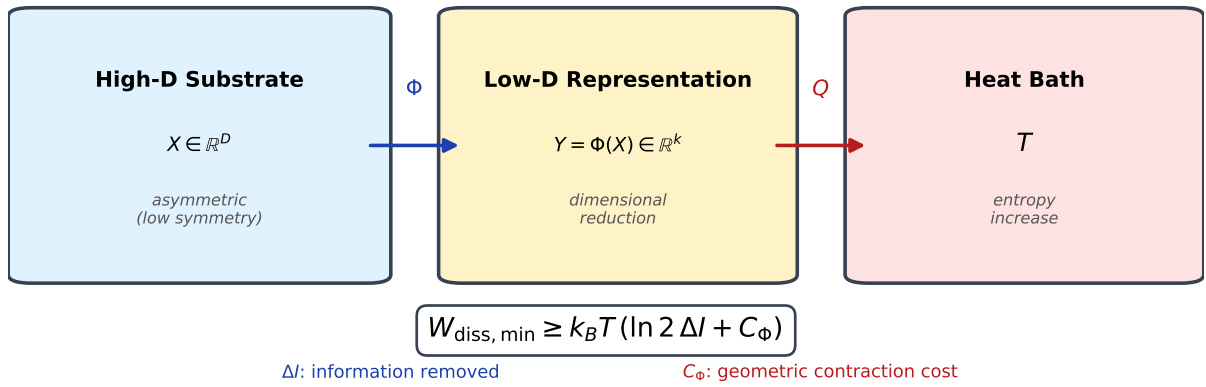 High-D Substrate
Φ
Low-D Representation
Q
Heat Bath
X ∈ ℝ^D
Y = Φ(X) ∈ ℝ^k
T
asymmetric
(low symmetry)
dimensional
reduction
entropy
increase
W_diss, min ≥ k_B T (ln 2 ΔI + C_Φ)
ΔI: information removed
C_Φ: geometric contraction cost